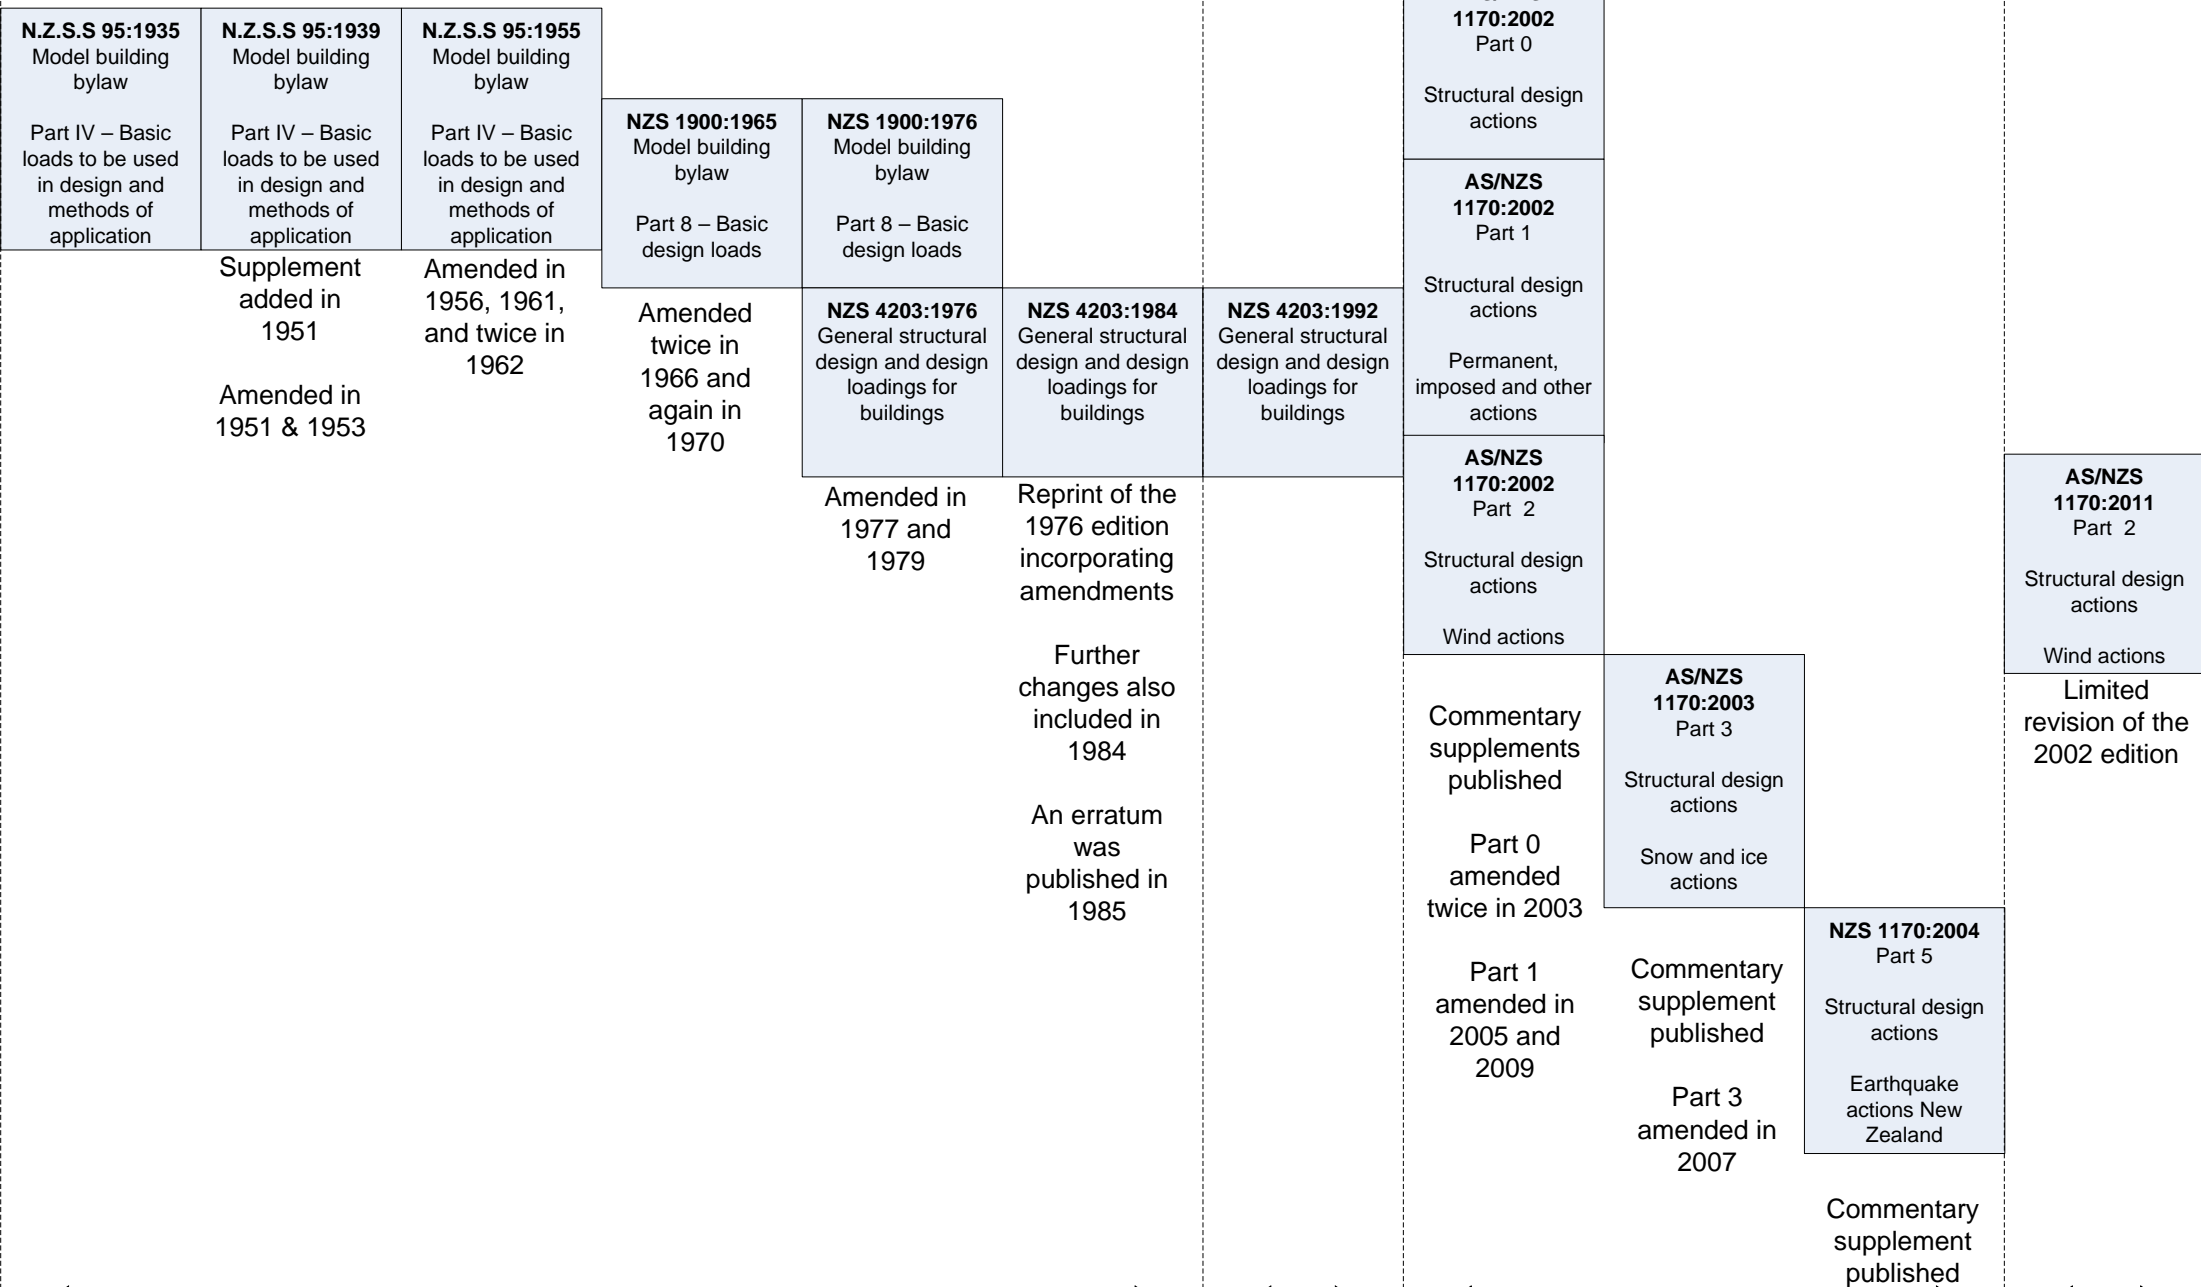 N.Z.S.S 95:1935
Model building
bylaw
Part IV – Basic
loads to be used
in design and
methods of
application
N.Z.S.S 95:1939
Model building
bylaw
Part IV – Basic
loads to be used
in design and
methods of
application
Supplement
added in
1951
Amended in
1951 & 1953
N.Z.S.S 95:1955
Model building
bylaw
Part IV – Basic
loads to be used
in design and
methods of
application
Amended in
1956, 1961,
and twice in
1962
NZS 1900:1965
Model building
bylaw
Part 8 – Basic
design loads
Amended
twice in
1966 and
again in
1970
NZS 1900:1976
Model building
bylaw
Part 8 – Basic
design loads
NZS 4203:1976
General structural
design and design
loadings for
buildings
Amended in
1977 and
1979
NZS 4203:1984
General structural
design and design
loadings for
buildings
Reprint of the
1976 edition
incorporating
amendments
Further
changes also
included in
1984
An erratum
was
published in
1985
NZS 4203:1992
General structural
design and design
loadings for
buildings
1170:2002
Part 0
Structural design
actions
AS/NZS
1170:2002
Part 1
Structural design
actions
Permanent,
imposed and other
actions
AS/NZS
1170:2002
Part 2
Structural design
actions
Wind actions
Commentary
supplements
published
Part 0
amended
twice in 2003
Part 1
amended in
2005 and
2009
AS/NZS
1170:2003
Part 3
Structural design
actions
Snow and ice
actions
Commentary
supplement
published
Part 3
amended in
2007
NZS 1170:2004
Part 5
Structural design
actions
Earthquake
actions New
Zealand
Commentary
supplement
published
AS/NZS
1170:2011
Part 2
Structural design
actions
Wind actions
Limited
revision of the
2002 edition